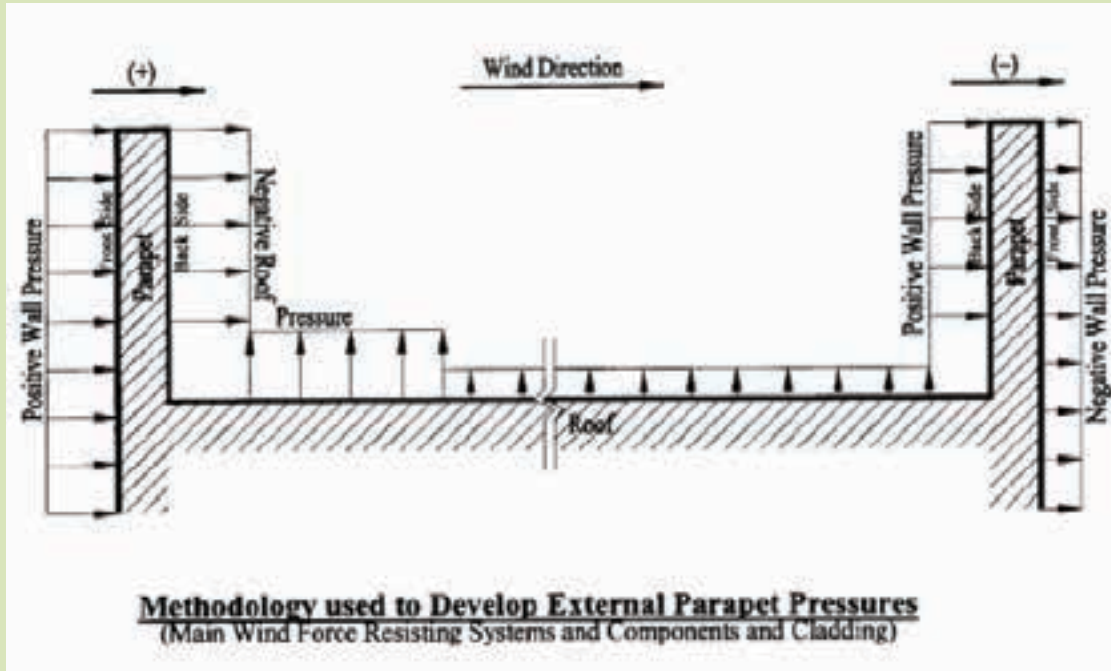 (+)
Wind Direction
(–)
Positive Wall Pressure
Front Side
Parapet
Back Side
Negative Roof
Pressure
Roof
Positive Wall Pressure
Back Side
Parapet
Front Side
Negative Wall Pressure
Methodology used to Develop External Parapet Pressures
(Main Wind Force Resisting Systems and Components and Cladding)